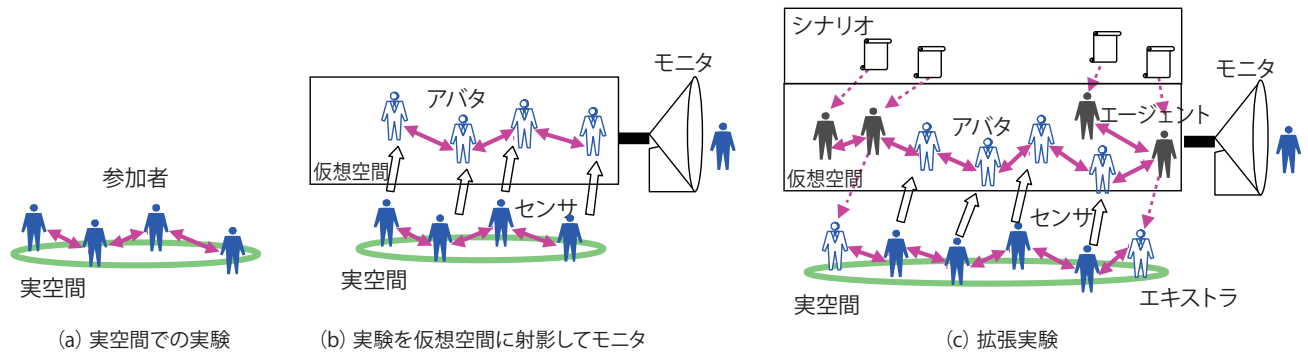 参加者
実空間
(a) 実空間での実験
モニタ
アバタ
仮想空間
センサ
実空間
(b) 実験を仮想空間に射影してモニタ
シナリオ
モニタ
エージェント
アバタ
仮想空間
センサ
実空間
エキストラ
(c) 拡張実験